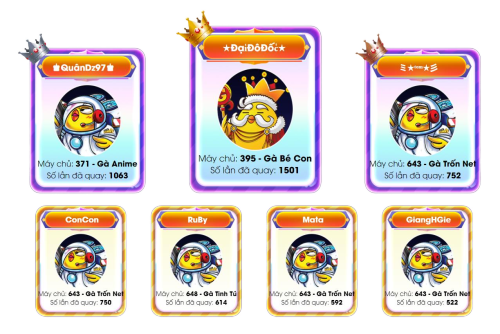 ♚QuânDz97♚
★ĐạïĐôĐốċ★
ミ★★彡
Máy chủ: 371 - Gà Anime
Số lần đã quay: 1063
Máy chủ: 395 - Gà Bé Con
Số lần đã quay: 1501
Máy chủ: 643 - Gà Trốn Net
Số lần đã quay: 752
ConCon
RuBy
Mata
GiangHGie
Máy chủ: 643 - Gà Trốn Net
Số lần đã quay: 750
Máy chủ: 648 - Gà Tinh Tú
Số lần đã quay: 614
Máy chủ: 643 - Gà Trốn Net
Số lần đã quay: 592
Máy chủ: 643 - Gà Trốn Net
Số lần đã quay: 522